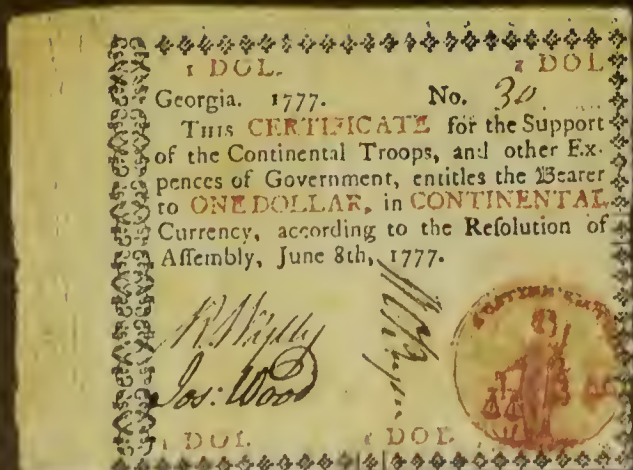 1 DOL. 1 DOL
Georgia. 1777. No. 30
THIS CERTIFICATE for the Support
of the Continental Troops, and other Ex-
pences of Government, entitles the Bearer
to ONE DOLLAR, in CONTINENTAL
Currency, according to the Reſolution of
Aſſembly, June 8th, 1777.
Jos: Wood
1 DOL. 1 DOL.